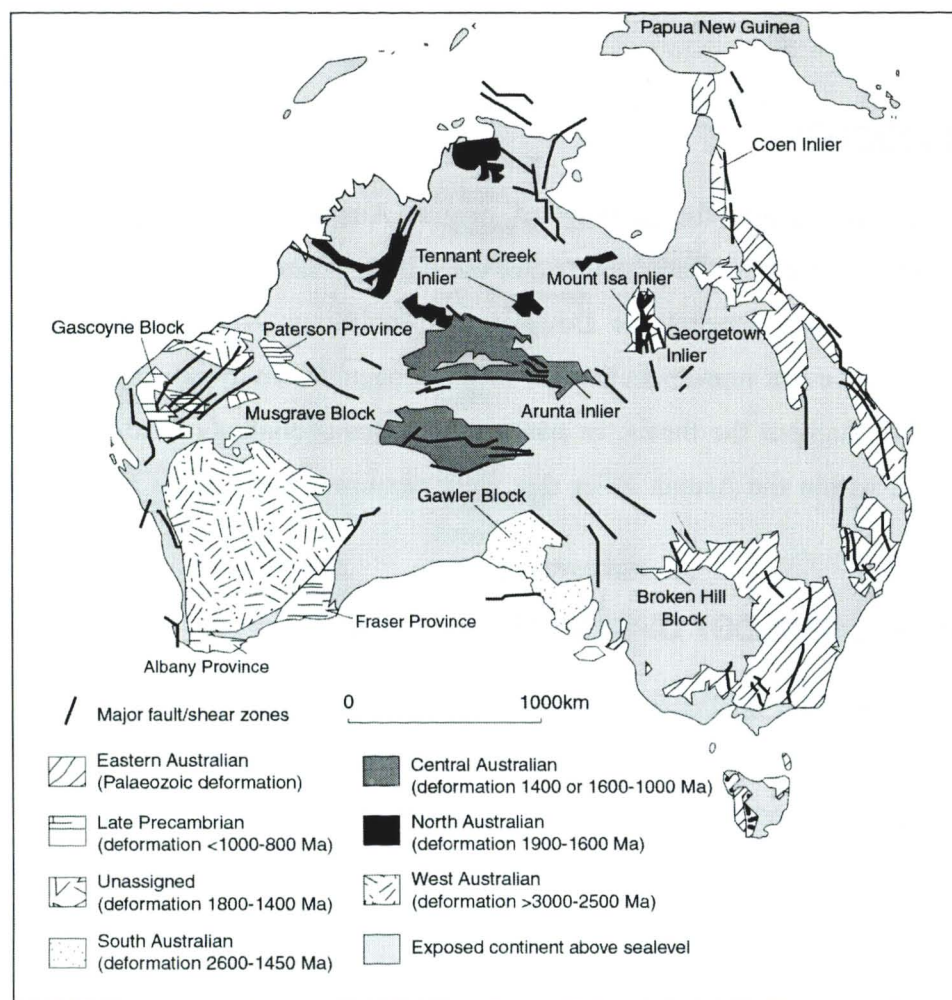 Papua New Guinea
Coen Inlier
Tennant Creek
Inlier
Mount Isa Inlier
Gascoyne Block
Paterson Province
Georgetown
Inlier
Musgrave Block
Arunta Inlier
Gawler Block
Broken Hill
Block
Fraser Province
Albany Province
Major fault/shear zones
0
1000km
Eastern Australian
(Palaeozoic deformation)
Late Precambrian
(deformation <1000-800 Ma)
Unassigned
(deformation 1800-1400 Ma)
South Australian
(deformation 2600-1450 Ma)
Central Australian
(deformation 1400 or 1600-1000 Ma)
North Australian
(deformation 1900-1600 Ma)
West Australian
(deformation >3000-2500 Ma)
Exposed continent above sealevel